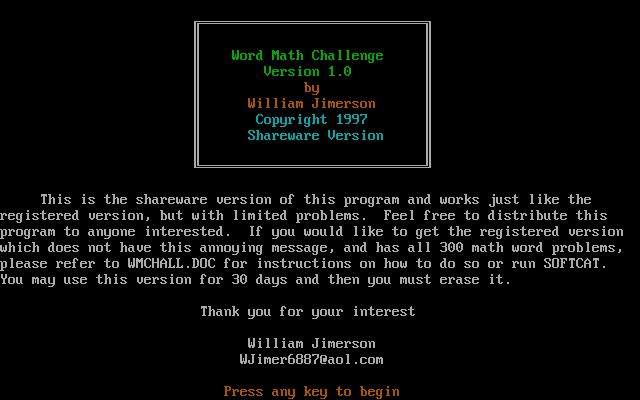 Word Math Challenge
Version 1.0
by
William Jimerson
Copyright 1997
Shareware Version
This is the shareware version of this program and works just like the
registered version, but with limited problems.  Feel free to distribute this
program to anyone interested.  If you would like to get the registered version
which does not have this annoying message, and has all 300 math word problems,
please refer to WMCHALL.DOC for instructions on how to do so or run SOFTCAT.
You may use this version for 30 days and then you must erase it.
Thank you for your interest
William Jimerson
WJimer6887@aol.com
Press any key to begin